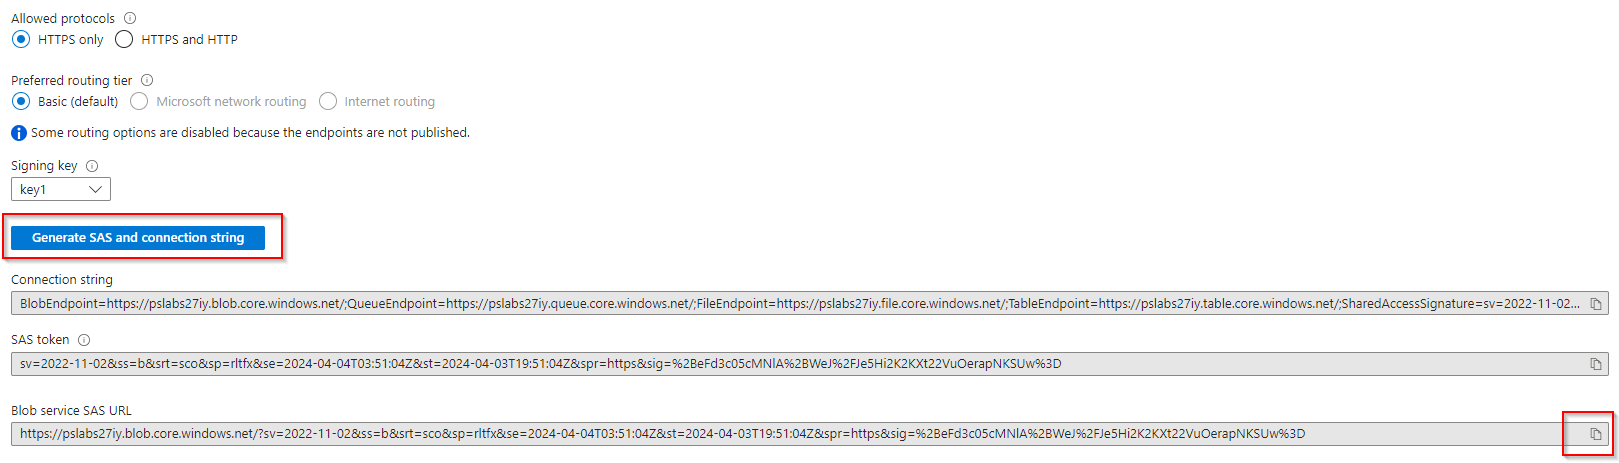 Allowed protocols
HTTPS only HTTPS and HTTP
Preferred routing tier
Basic (default) Microsoft network routing Internet routing
Some routing options are disabled because the endpoints are not published.
Signing key
key1
Generate SAS and connection string
Connection string
BlobEndpoint=https://pslabs27iy.blob.core.windows.net/;QueueEndpoint=https://pslabs27iy.queue.core.windows.net/;FileEndpoint=https://pslabs27iy.file.core.windows.net/;TableEndpoint=https://pslabs27iy.table.core.windows.net/;SharedAccessSignature=sv=2022-11-02...
SAS token
sv=2022-11-02&ss=b&srt=sco&sp=rltfx&se=2024-04-04T03:51:04Z&st=2024-04-03T19:51:04Z&spr=https&sig=%2BeFd3c05cMNlA%2BWeJ%2FJe5Hi2K2KXt22VuOerapNKSUw%3D
Blob service SAS URL
https://pslabs27iy.blob.core.windows.net/?sv=2022-11-02&ss=b&srt=sco&sp=rltfx&se=2024-04-04T03:51:04Z&st=2024-04-03T19:51:04Z&spr=https&sig=%2BeFd3c05cMNlA%2BWeJ%2FJe5Hi2K2KXt22VuOerapNKSUw%3D